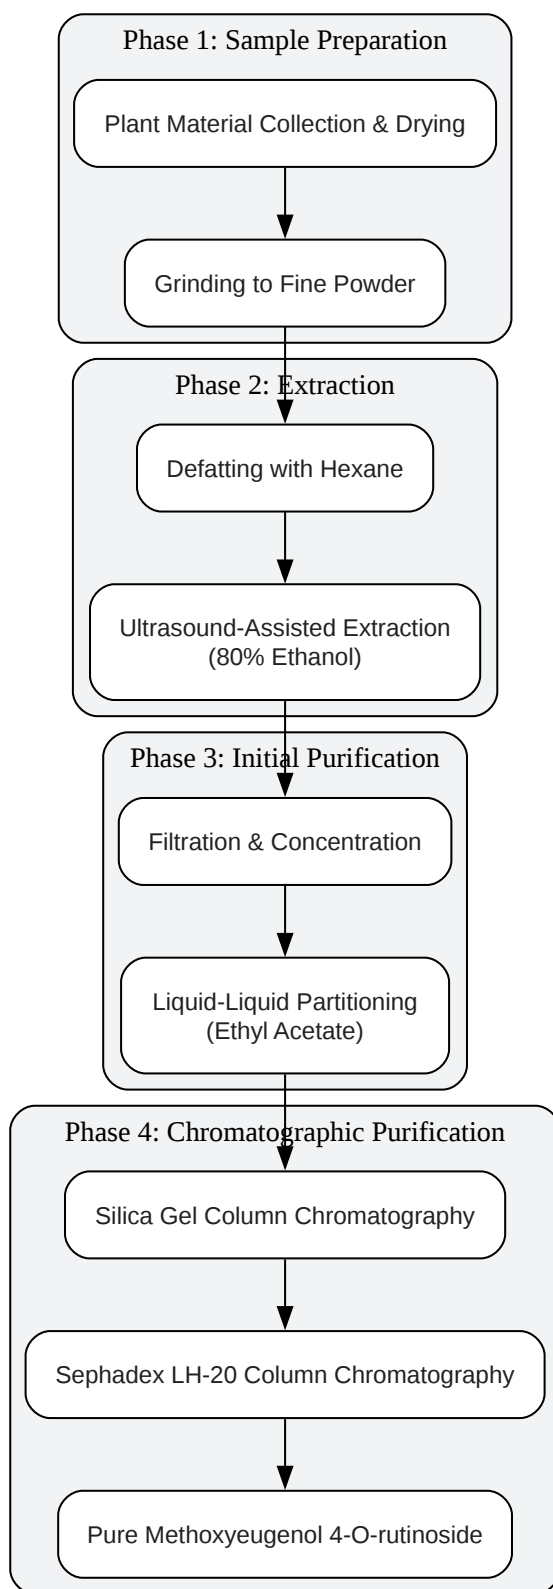 Phase 1: Sample Preparation
Plant Material Collection & Drying
Grinding to Fine Powder
Phase 2: Extraction
Defatting with Hexane
Ultrasound-Assisted Extraction
(80% Ethanol)
Phase 3: Initial Purification
Filtration & Concentration
Liquid-Liquid Partitioning
(Ethyl Acetate)
Phase 4: Chromatographic Purification
Silica Gel Column Chromatography
Sephadex LH-20 Column Chromatography
Pure Methoxyeugenol 4-O-rutinoside